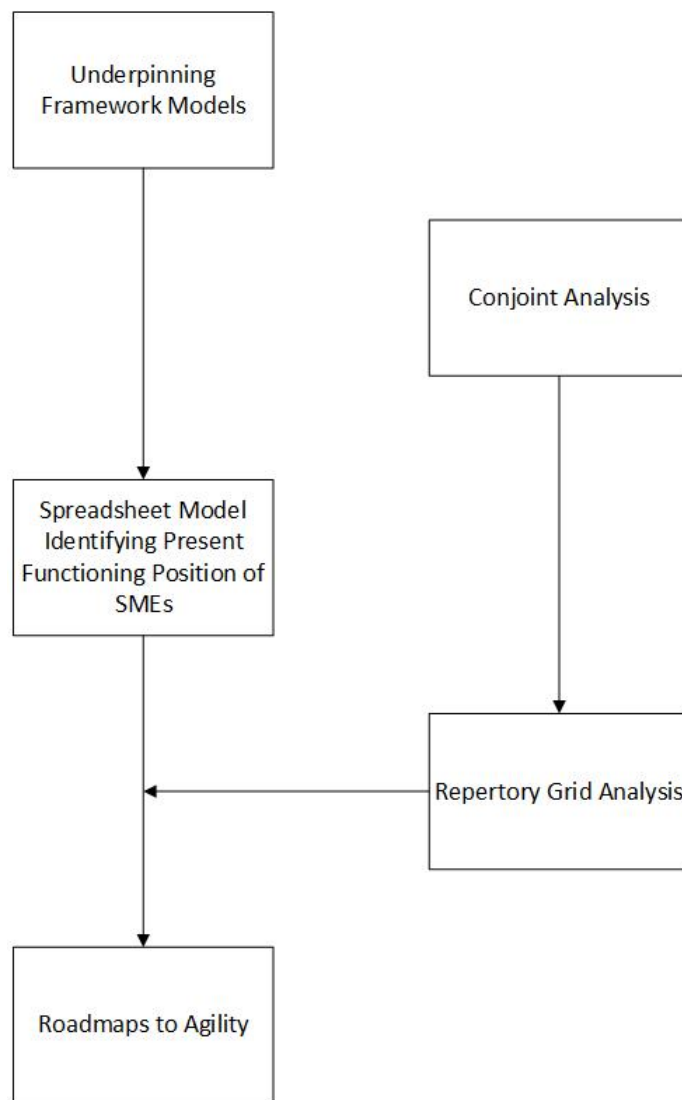 Underpinning
Framework Models
Conjoint Analysis
Spreadsheet Model
Identifying Present
Functioning Position of
SMEs
Repertory Grid Analysis
Roadmaps to Agility